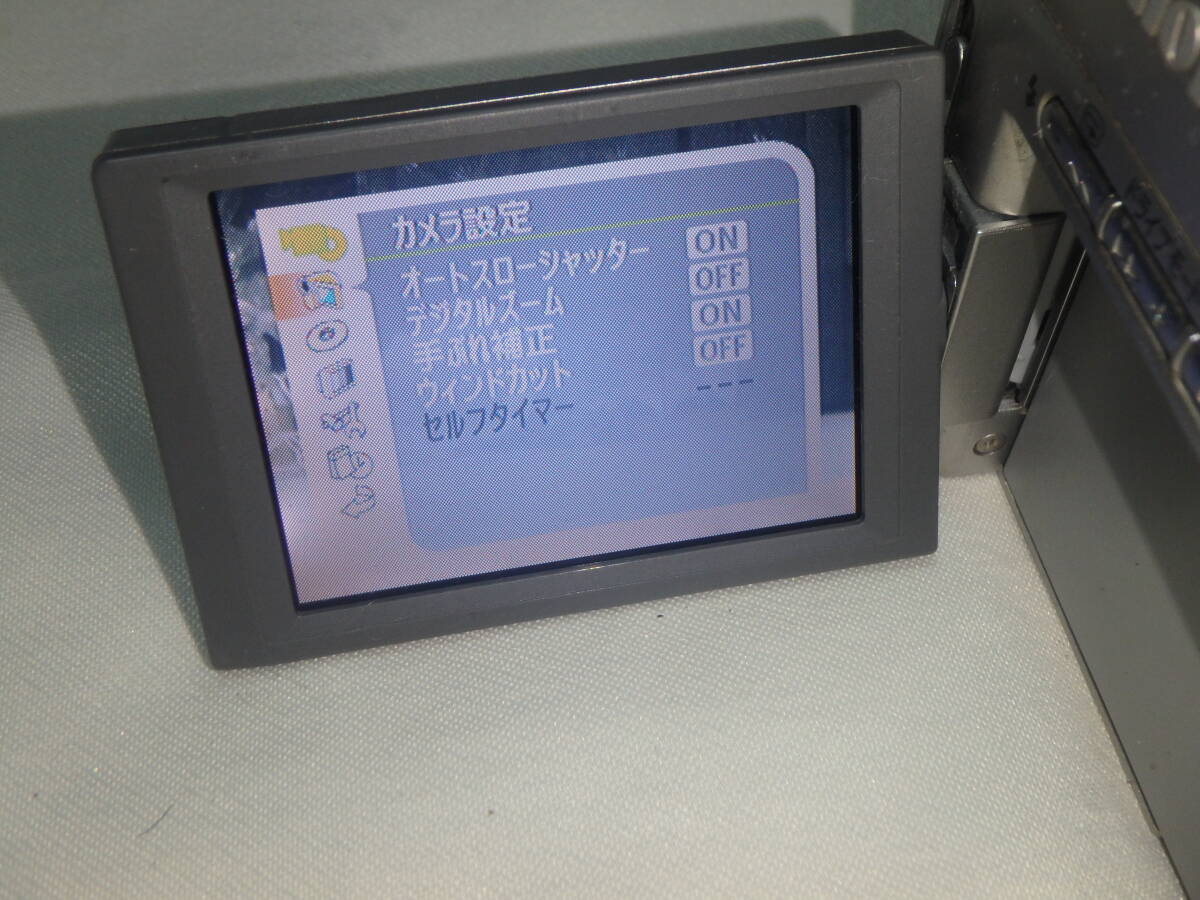 カメラ設定
オートスローシャッター ON
デジタルズーム OFF
手ぶれ補正 ON
ウィンドカット OFF
セルフタイマー ---